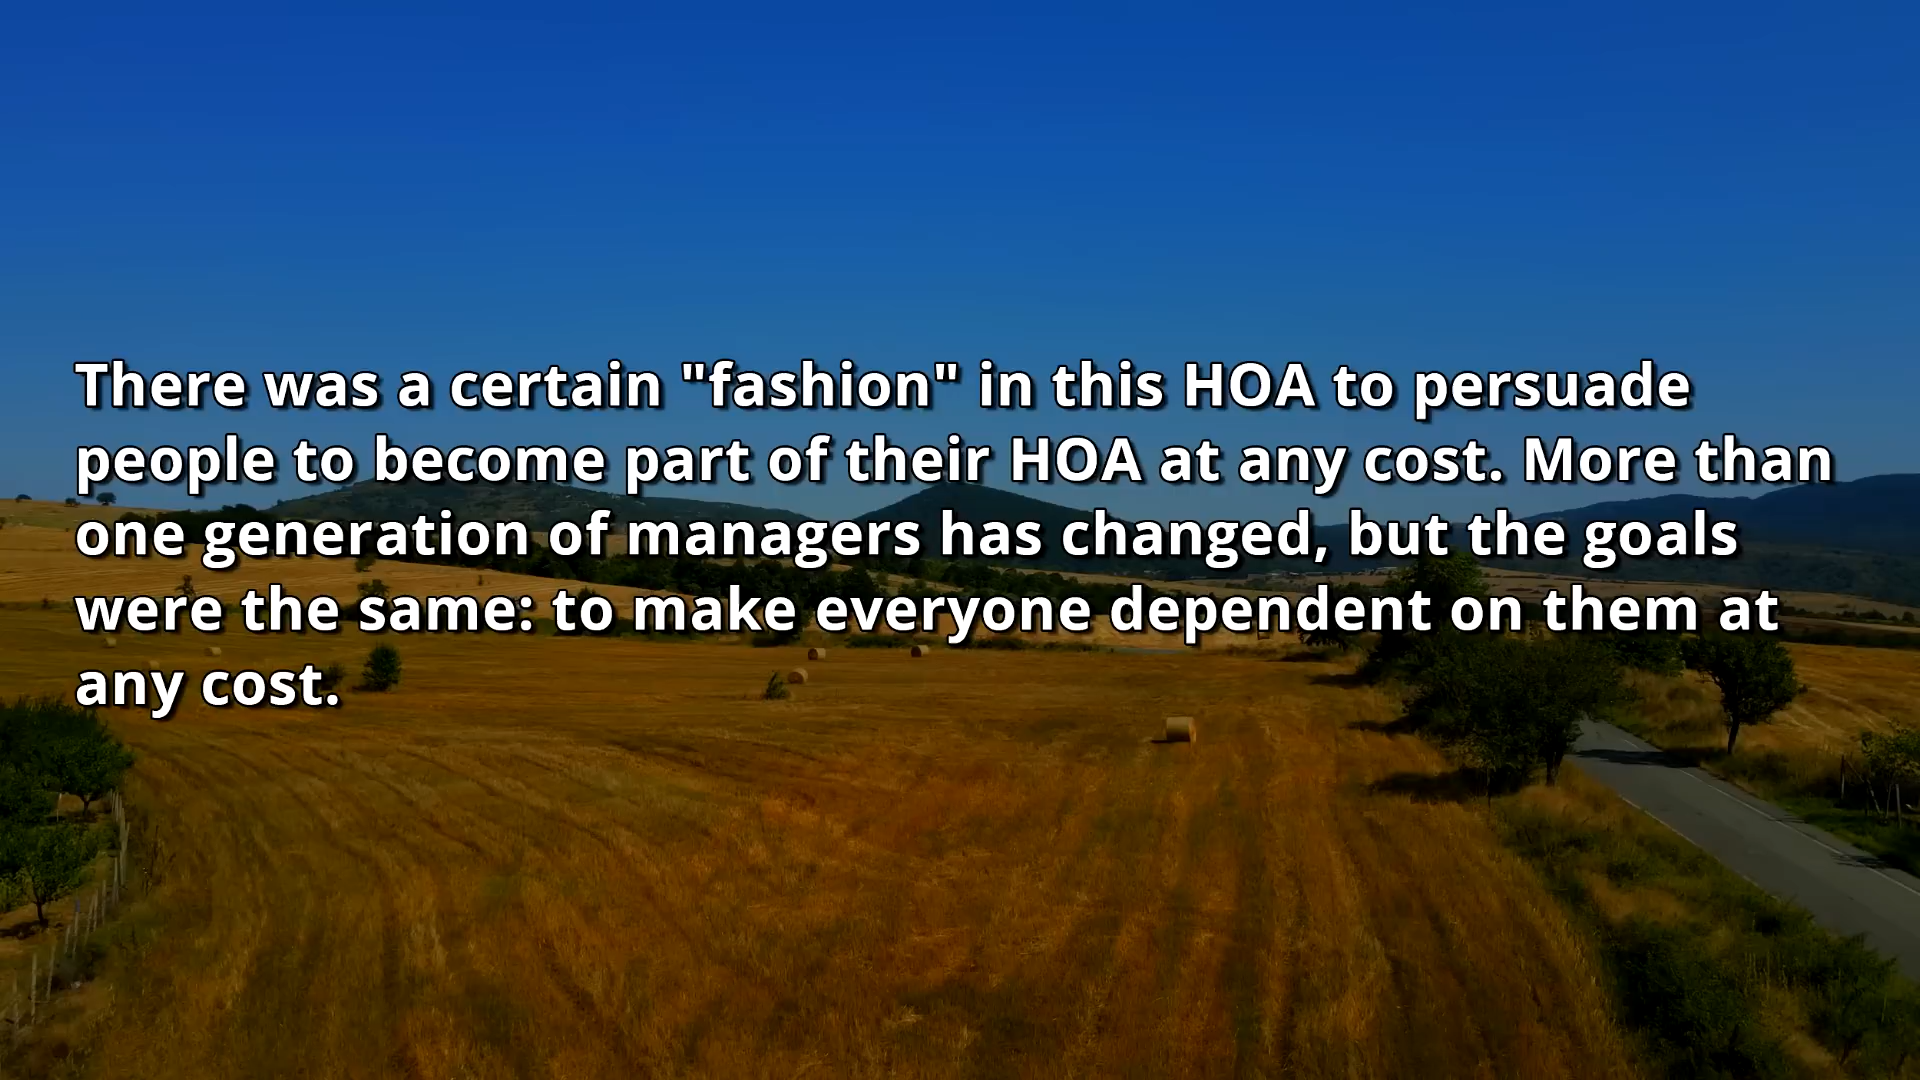 There was a certain "fashion" in this HOA to persuade
people to become part of their HOA at any cost. More than
one generation of managers has changed, but the goals
were the same: to make everyone dependent on them at
any cost.